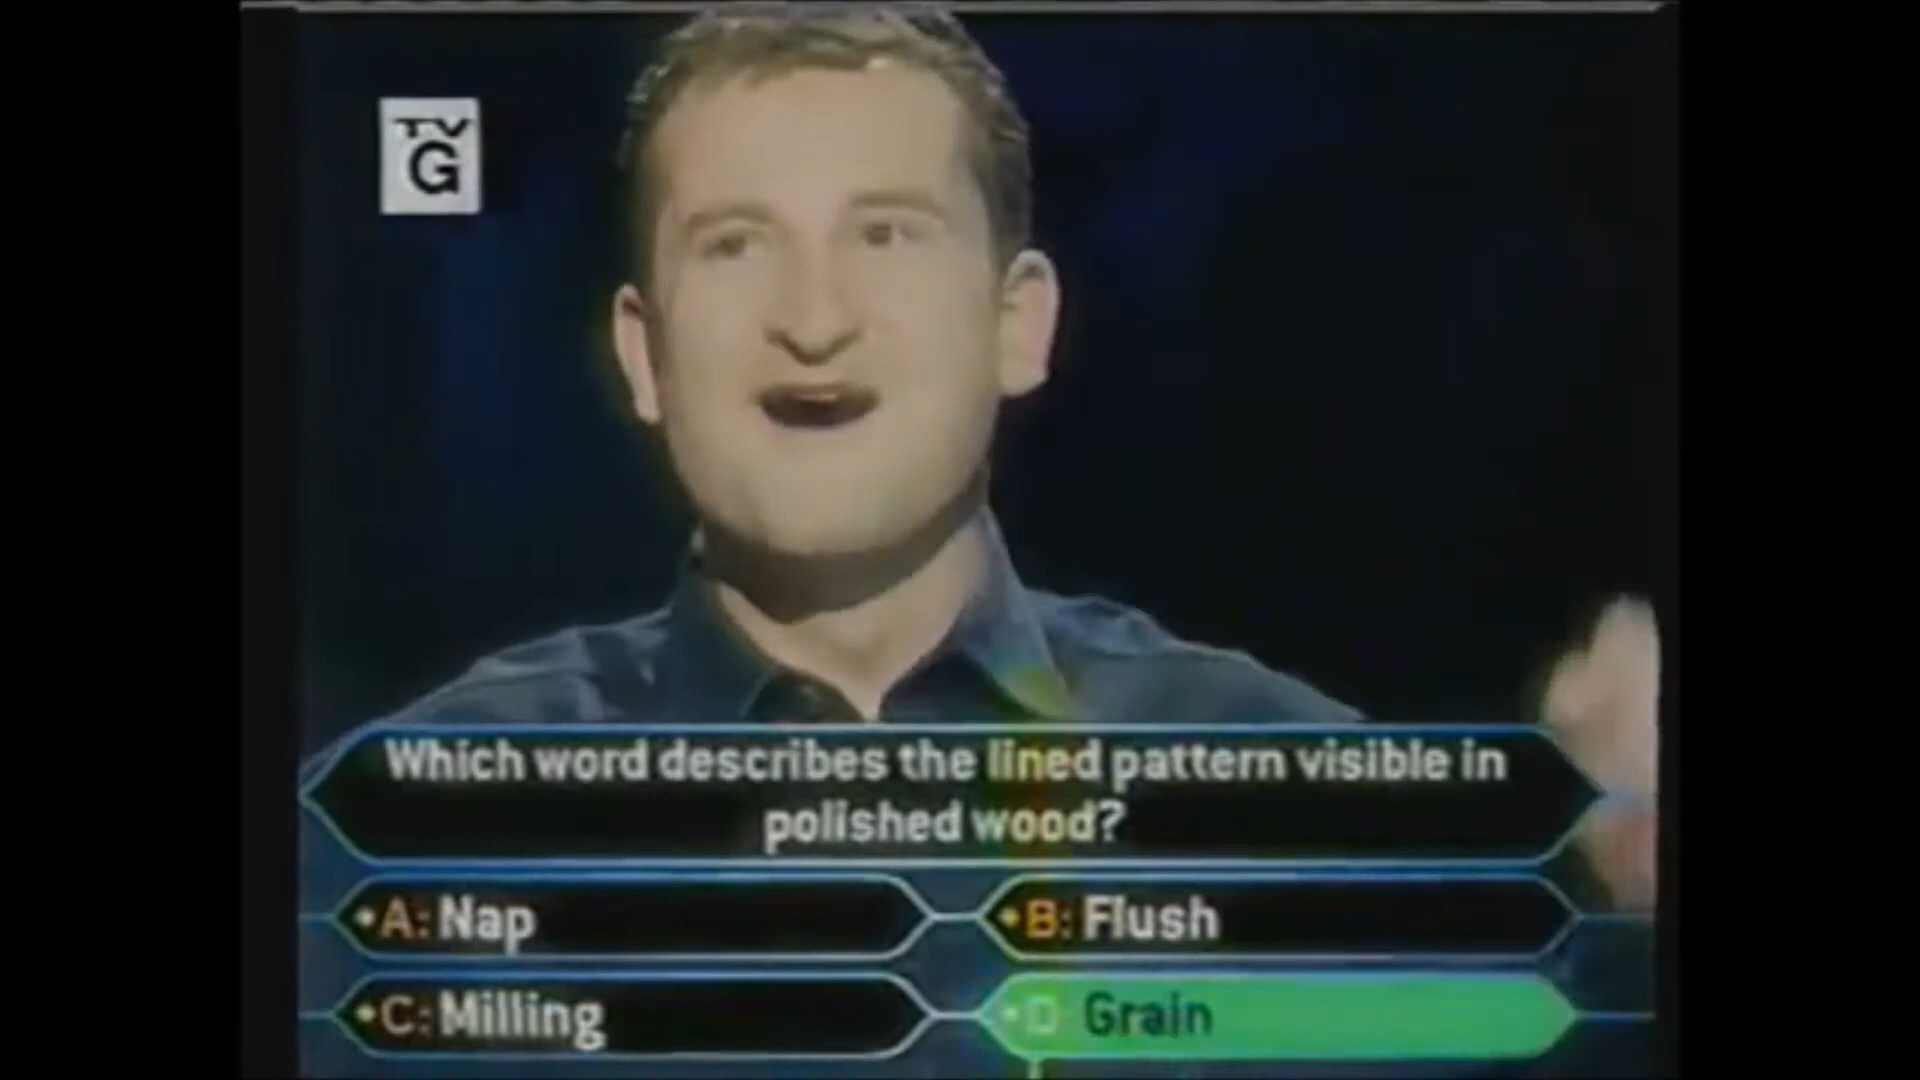 TV
G
Which word describes the lined pattern visible in
polished wood?
A: Nap
B: Flush
C: Milling
D Grain